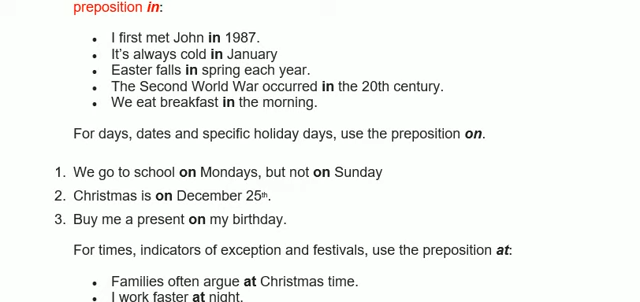 preposition in:
• I first met John in 1987.
• It's always cold in January
• Easter falls in spring each year.
• The Second World War occurred in the 20th century.
• We eat breakfast in the morning.
For days, dates and specific holiday days, use the preposition on.
1. We go to school on Mondays, but not on Sunday
2. Christmas is on December 25th.
3. Buy me a present on my birthday.
For times, indicators of exception and festivals, use the preposition at:
• Families often argue at Christmas time.
• I work faster at night.